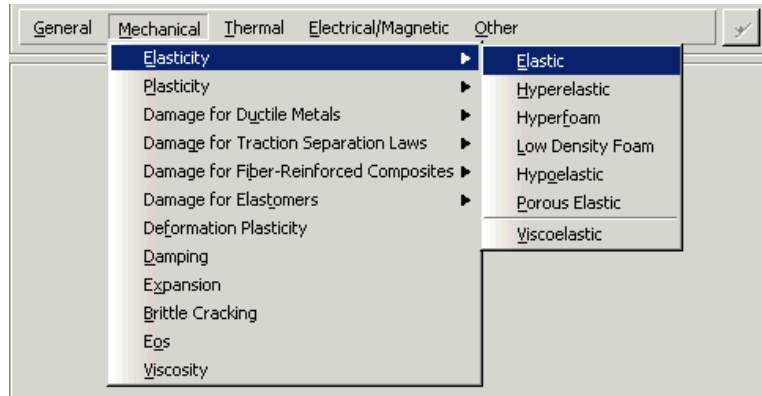 General Mechanical Thermal Electrical/Magnetic Other
Elasticity
Plasticity
Damage for Ductile Metals
Damage for Traction Separation Laws
Damage for Fiber-Reinforced Composites
Damage for Elastomers
Deformation Plasticity
Damping
Expansion
Brittle Cracking
Eos
Viscosity
Elastic
Hyperelastic
Hyperfoam
Low Density Foam
Hypoelastic
Porous Elastic
Viscoelastic